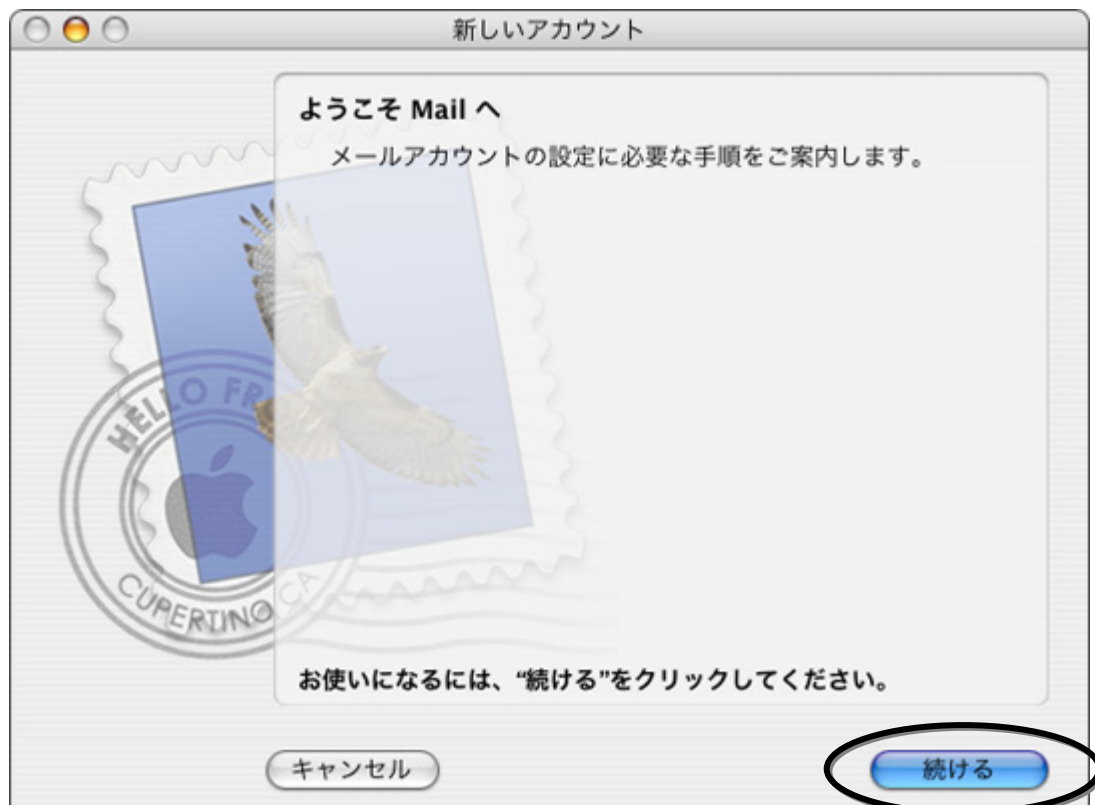 新しいアカウント
ようこそ Mail へ
メールアカウントの設定に必要な手順をご案内します。
HELLO FR
CUPERTINO CA
お使いになるには、“続ける”をクリックしてください。
キャンセル
続ける